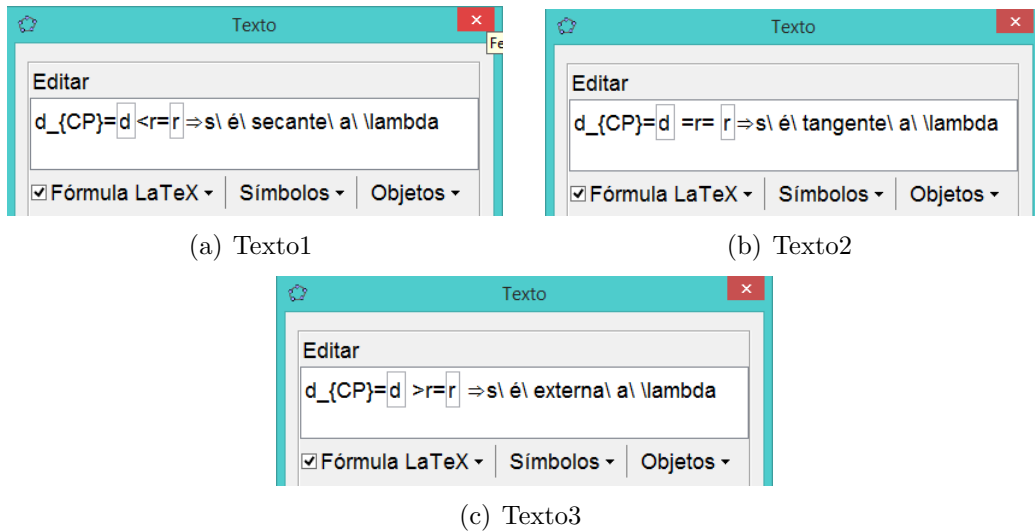 Texto
×
Fe
Editar
d_{CP}=d <r=r⇒s\ é\ secante\ a\ \lambda
Fórmula LaTeX Símbolos Objetos
(a) Texto1
Texto
×
Editar
d_{CP}=d =r= r⇒s\ é\ tangente\ a\ \lambda
Fórmula LaTeX Símbolos Objetos
(b) Texto2
Texto
×
Editar
d_{CP}=d >r=r ⇒s\ é\ externa\ a\ \lambda
Fórmula LaTeX Símbolos Objetos
(c) Texto3